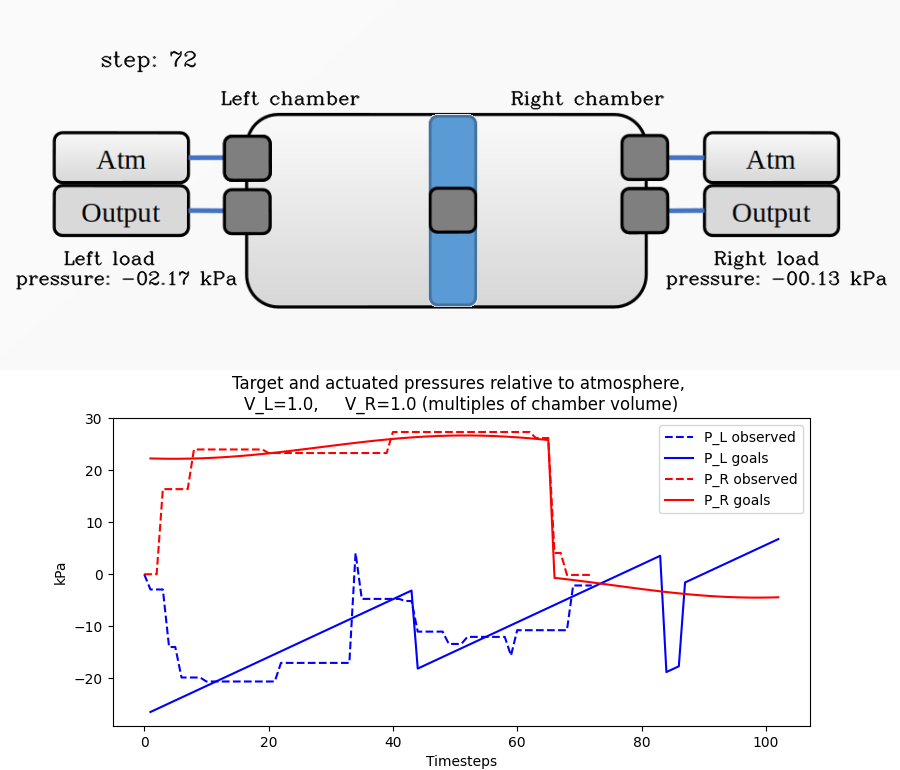 step: 72
Left chamber
Right chamber
Atm
Atm
Output
Output
Left load
pressure: -02.17 kPa
Right load
pressure: -00.13 kPa
Target and actuated pressures relative to atmosphere,
V_L=1.0,     V_R=1.0 (multiples of chamber volume)
P_L observed
P_L goals
P_R observed
P_R goals
kPa
30
20
10
0
−10
−20
0
20
40
60
80
100
Timesteps